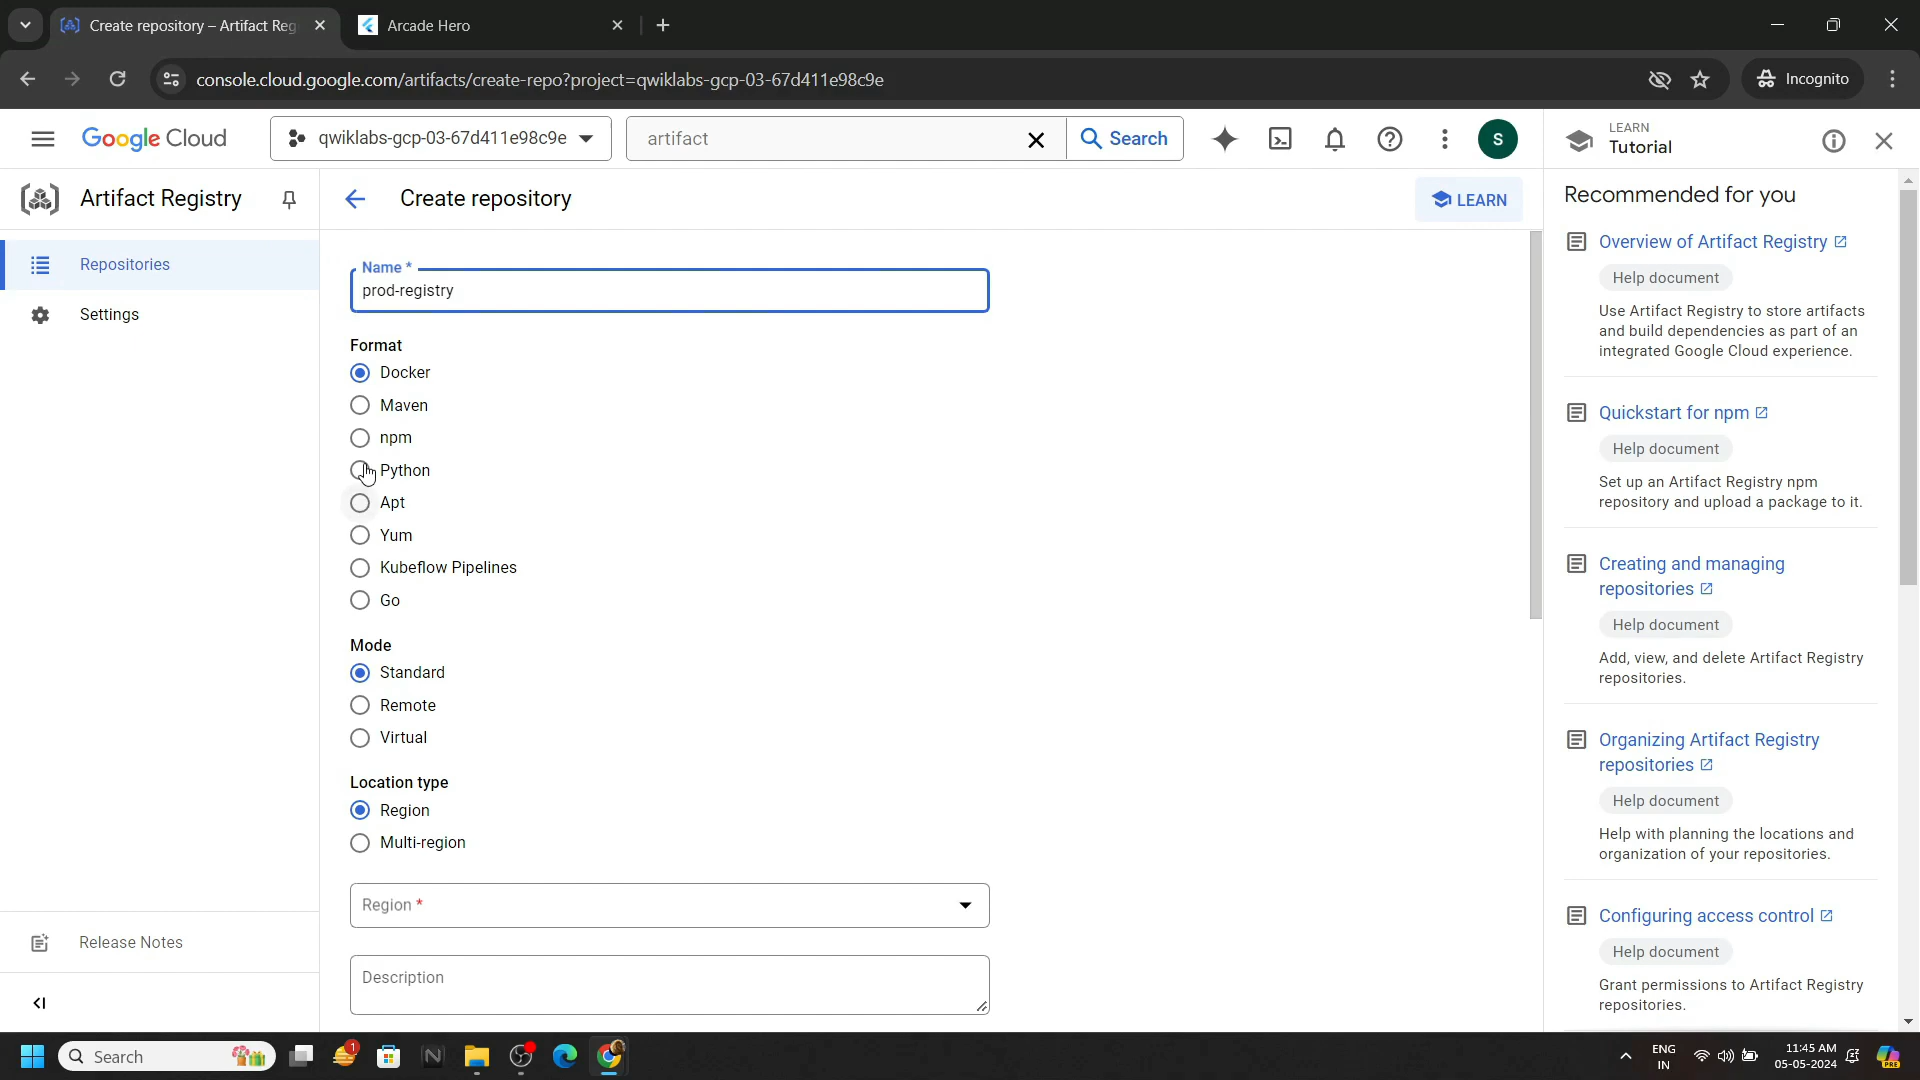 Create repository – Artifact Reg
Arcade Hero
console.cloud.google.com/artifacts/create-repo?project=qwiklabs-gcp-03-67d411e98c9e
Incognito
Google Cloud
qwiklabs-gcp-03-67d411e98c9e
artifact
Search
S
LEARN
Tutorial
Artifact Registry
Create repository
LEARN
Repositories
Settings
Release Notes
Name *
prod-registry
Format
Docker
Maven
npm
Python
Apt
Yum
Kubeflow Pipelines
Go
Mode
Standard
Remote
Virtual
Location type
Region
Multi-region
Region *
Description
Recommended for you
Overview of Artifact Registry
Help document
Use Artifact Registry to store artifacts
and build dependencies as part of an
integrated Google Cloud experience.
Quickstart for npm
Help document
Set up an Artifact Registry npm
repository and upload a package to it.
Creating and managing
repositories
Help document
Add, view, and delete Artifact Registry
repositories.
Organizing Artifact Registry
repositories
Help document
Help with planning the locations and
organization of your repositories.
Configuring access control
Help document
Grant permissions to Artifact Registry
repositories.
Search
1
ENG
IN
11:45 AM
05-05-2024
PRE